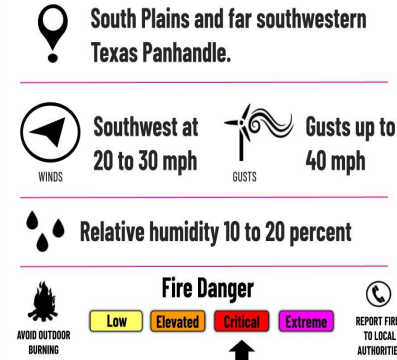 South Plains and far southwestern
Texas Panhandle.
Southwest at
20 to 30 mph
WINDS
Gusts up to
40 mph
GUSTS
Relative humidity 10 to 20 percent
Fire Danger
Low Elevated Critical Extreme
AVOID OUTDOOR
BURNING
REPORT FIRE
TO LOCAL
AUTHORITIE